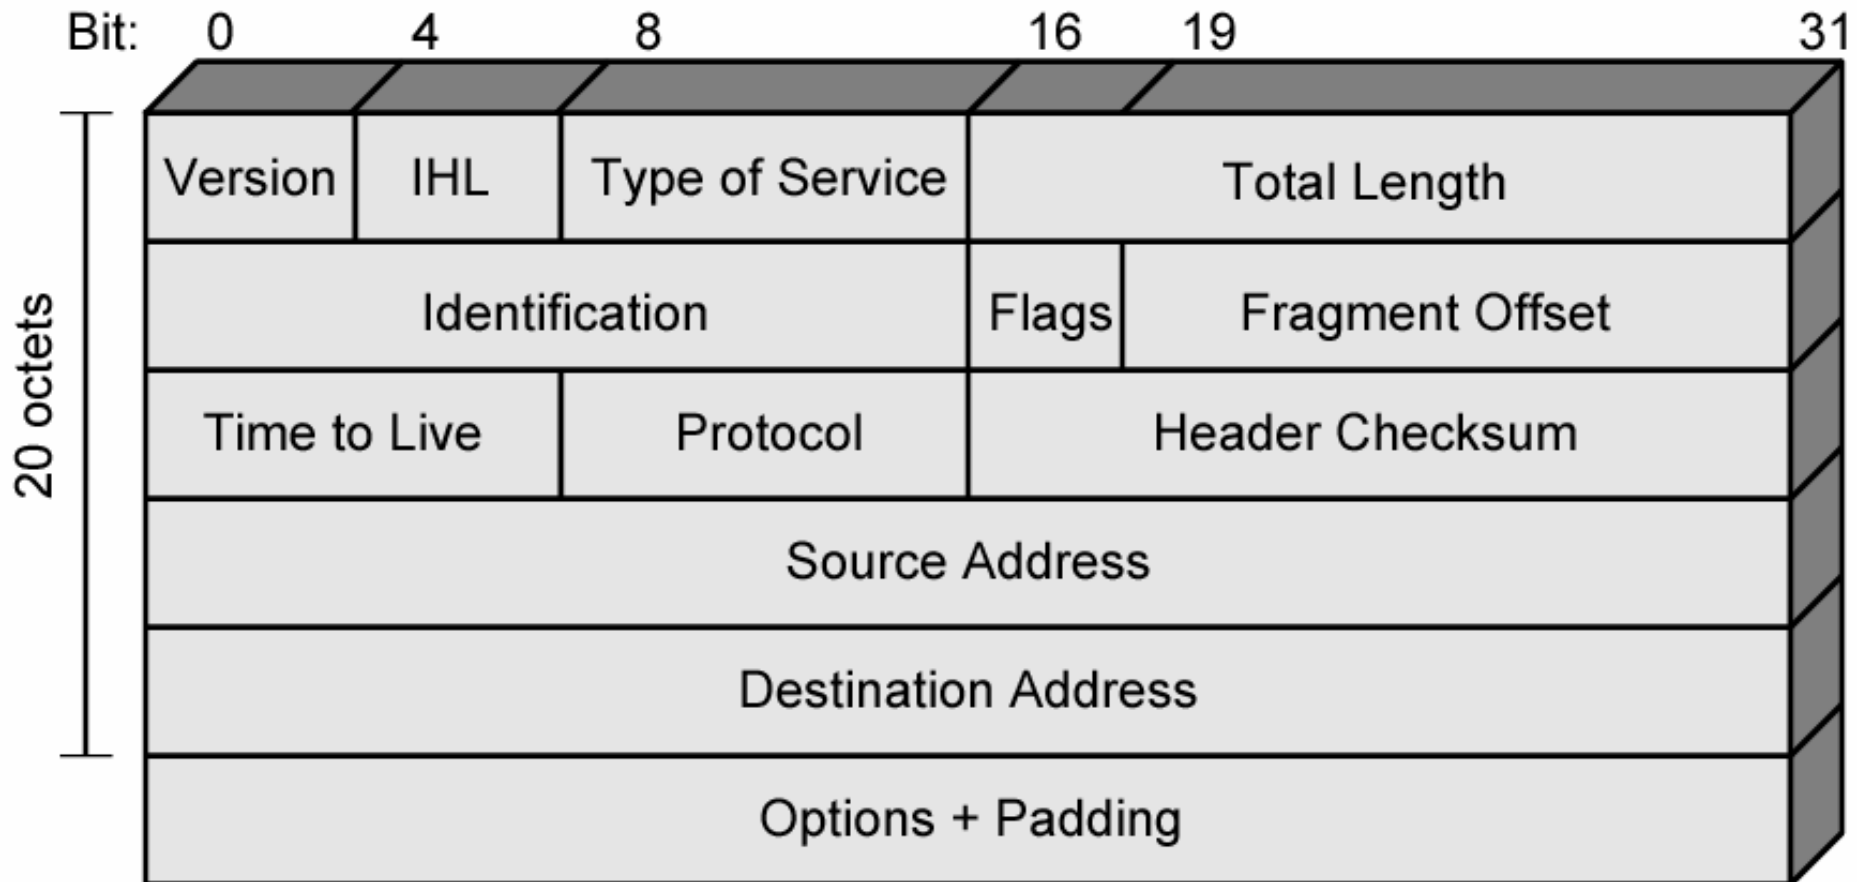 Bit: 0 4 8 16 19 31
Version IHL Type of Service Total Length
Identification Flags Fragment Offset
Time to Live Protocol Header Checksum
Source Address
Destination Address
Options + Padding
20 octets